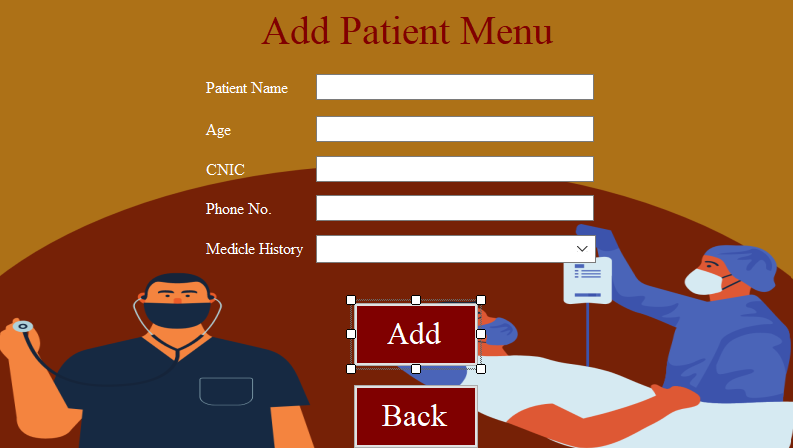 Add Patient Menu
Patient Name
Age
CNIC
Phone No.
Medicle History
Add
Back